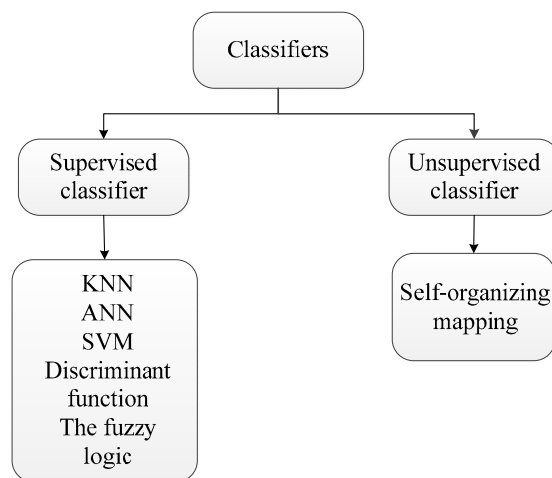 Classifiers
Supervised
classifier
Unsupervised
classifier
KNN
ANN
SVM
Discriminant
function
The fuzzy
logic
Self-organizing
mapping